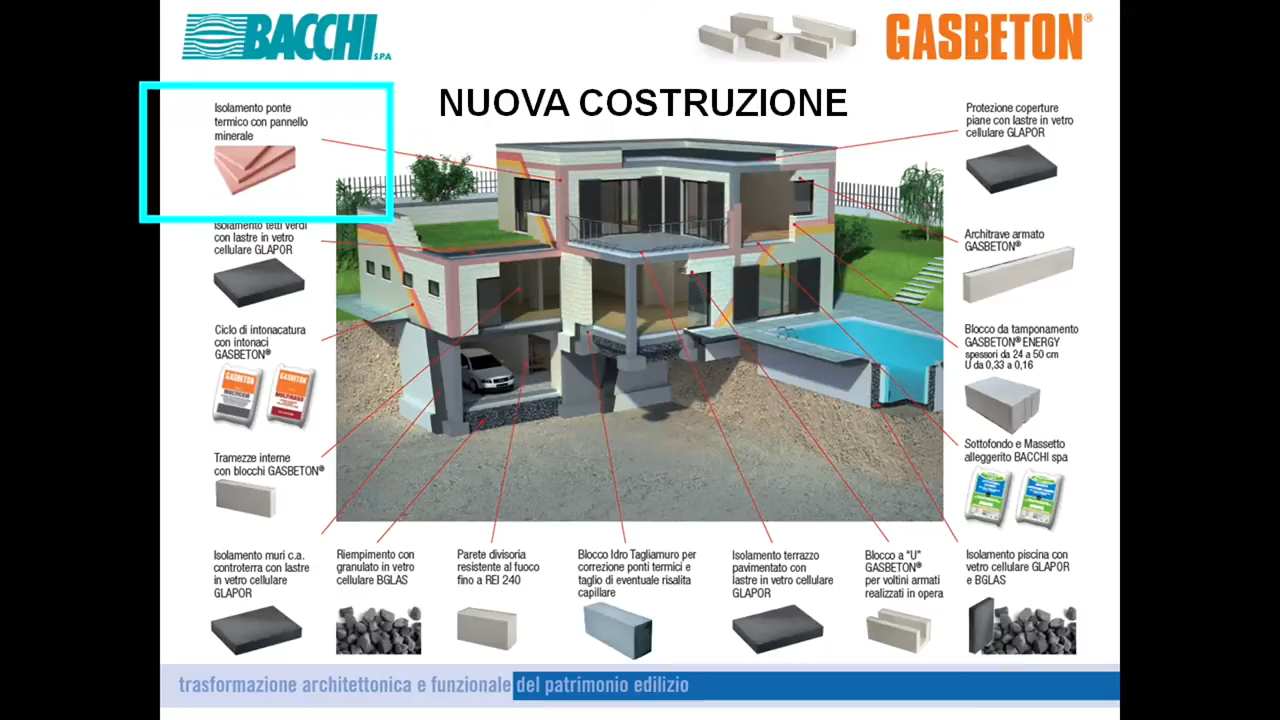 BACCHI SPA
GASBETON®
NUOVA COSTRUZIONE
Isolamento ponte
termico con pannello
minerale
Isolamento tetti verdi
con lastre in vetro
cellulare GLAPOR
Ciclo di intonacatura
con intonaci
GASBETON®
GASBETON
GASBETON
Tramezze interne
con blocchi GASBETON®
Isolamento muri c.a.
controterra con lastre
in vetro cellulare
GLAPOR
Riempimento con
granulato in vetro
cellulare BGLAS
Parete divisoria
resistente al fuoco
fino a REI 240
Blocco Idro Tagliamuro per
correzione ponti termici e
taglio di eventuale risalita
capillare
Isolamento terrazzo
pavimentato con
lastre in vetro cellulare
GLAPOR
Blocco a “U”
GASBETON®
per voltini armati
realizzati in opera
Protezione coperture
piane con lastre in vetro
cellulare GLAPOR
Architrave armato
GASBETON®
Blocco da tamponamento
GASBETON® ENERGY
spessori da 24 a 50 cm
U da 0,33 a 0,16
Sottofondo e Massetto
alleggerito BACCHI spa
Isolamento piscina con
vetro cellulare GLAPOR
e BGLAS
trasformazione architettonica e funzionale del patrimonio edilizio